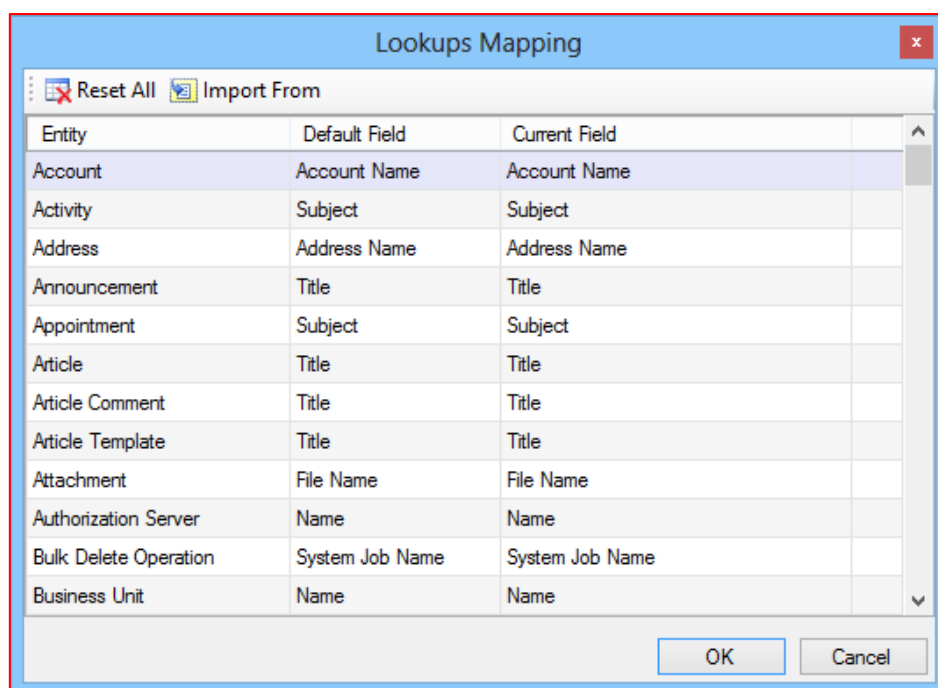 Lookups Mapping
x
Reset All Import From
Entity Default Field Current Field
Account Account Name Account Name
Activity Subject Subject
Address Address Name Address Name
Announcement Title Title
Appointment Subject Subject
Article Title Title
Article Comment Title Title
Article Template Title Title
Attachment File Name File Name
Authorization Server Name Name
Bulk Delete Operation System Job Name System Job Name
Business Unit Name Name
OK Cancel